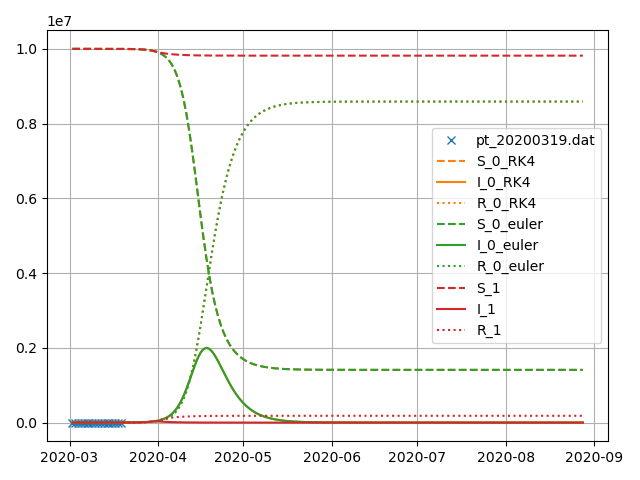 1e7
1.0
0.8
0.6
0.4
0.2
0.0
pt_20200319.dat
S_0_RK4
I_0_RK4
R_0_RK4
S_0_euler
I_0_euler
R_0_euler
S_1
I_1
R_1
2020-03 2020-04 2020-05 2020-06 2020-07 2020-08 2020-09